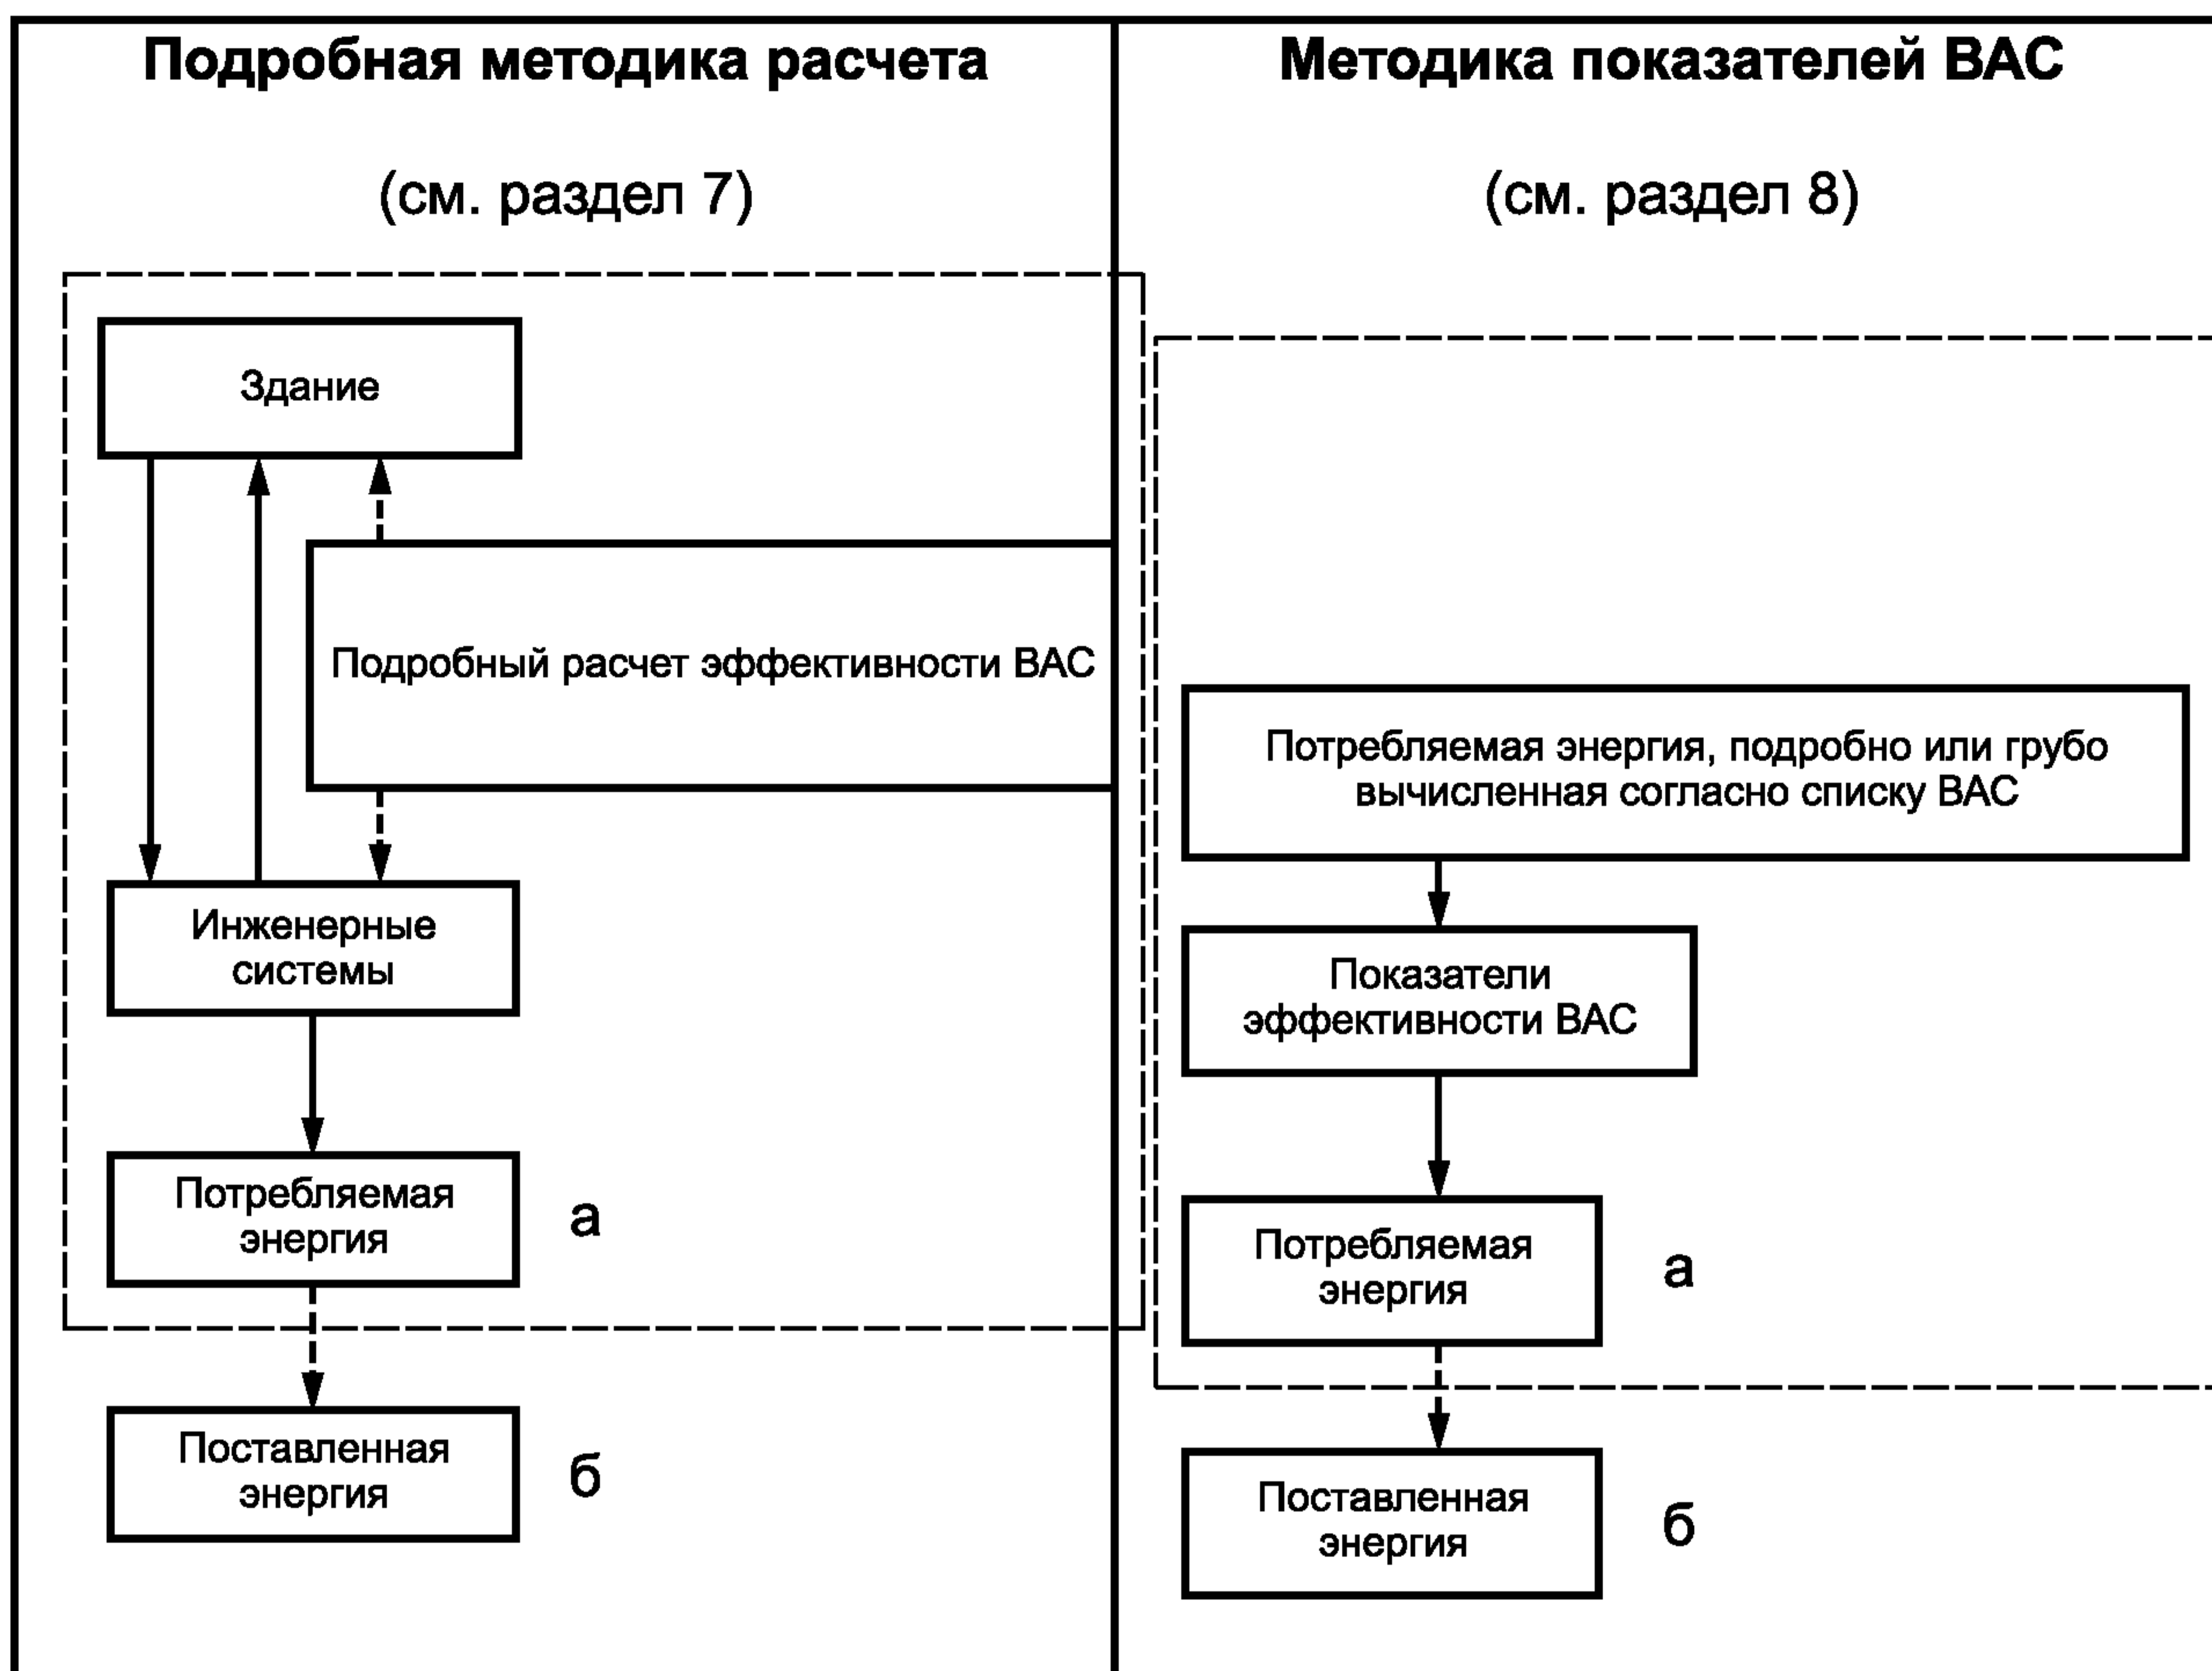 Подробная методика расчета
(см. раздел 7)
Здание
Подробный расчет эффективности ВАС
Инженерные
системы
Потребляемая
энергия
а
Поставленная
энергия
б
Методика показателей ВАС
(см. раздел 8)
Потребляемая энергия, подробно или грубо
вычисленная согласно списку ВАС
Показатели
эффективности ВАС
Потребляемая
энергия
а
Поставленная
энергия
б